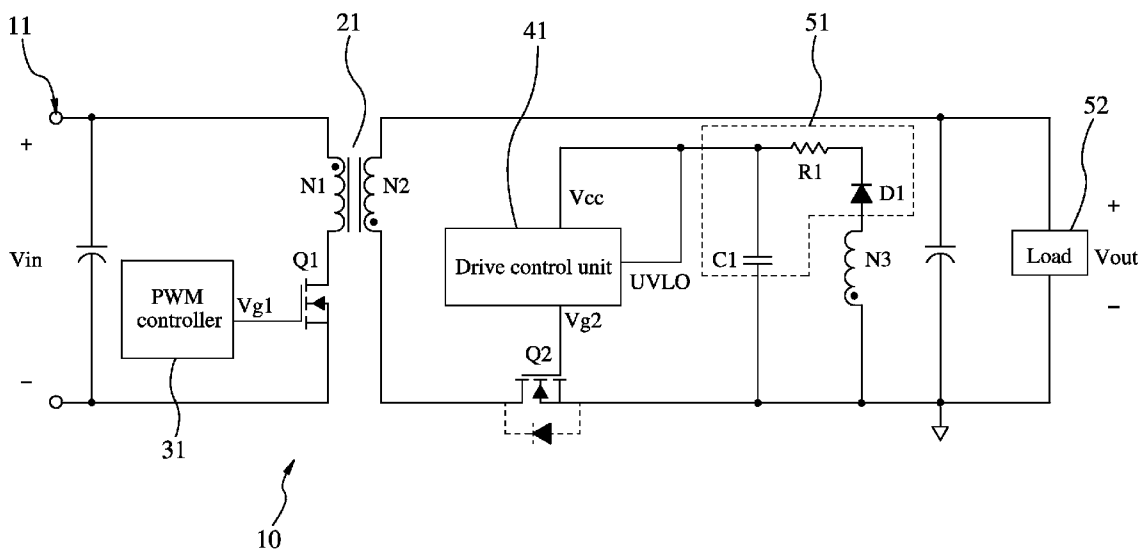 11
21
41
51
52
+
N1
N2
R1
D1
Vcc
Vin
Q1
PWM
controller
Vg1
Drive control unit
UVLO
C1
N3
Load
+
Vout
−
Vg2
Q2
−
31
10